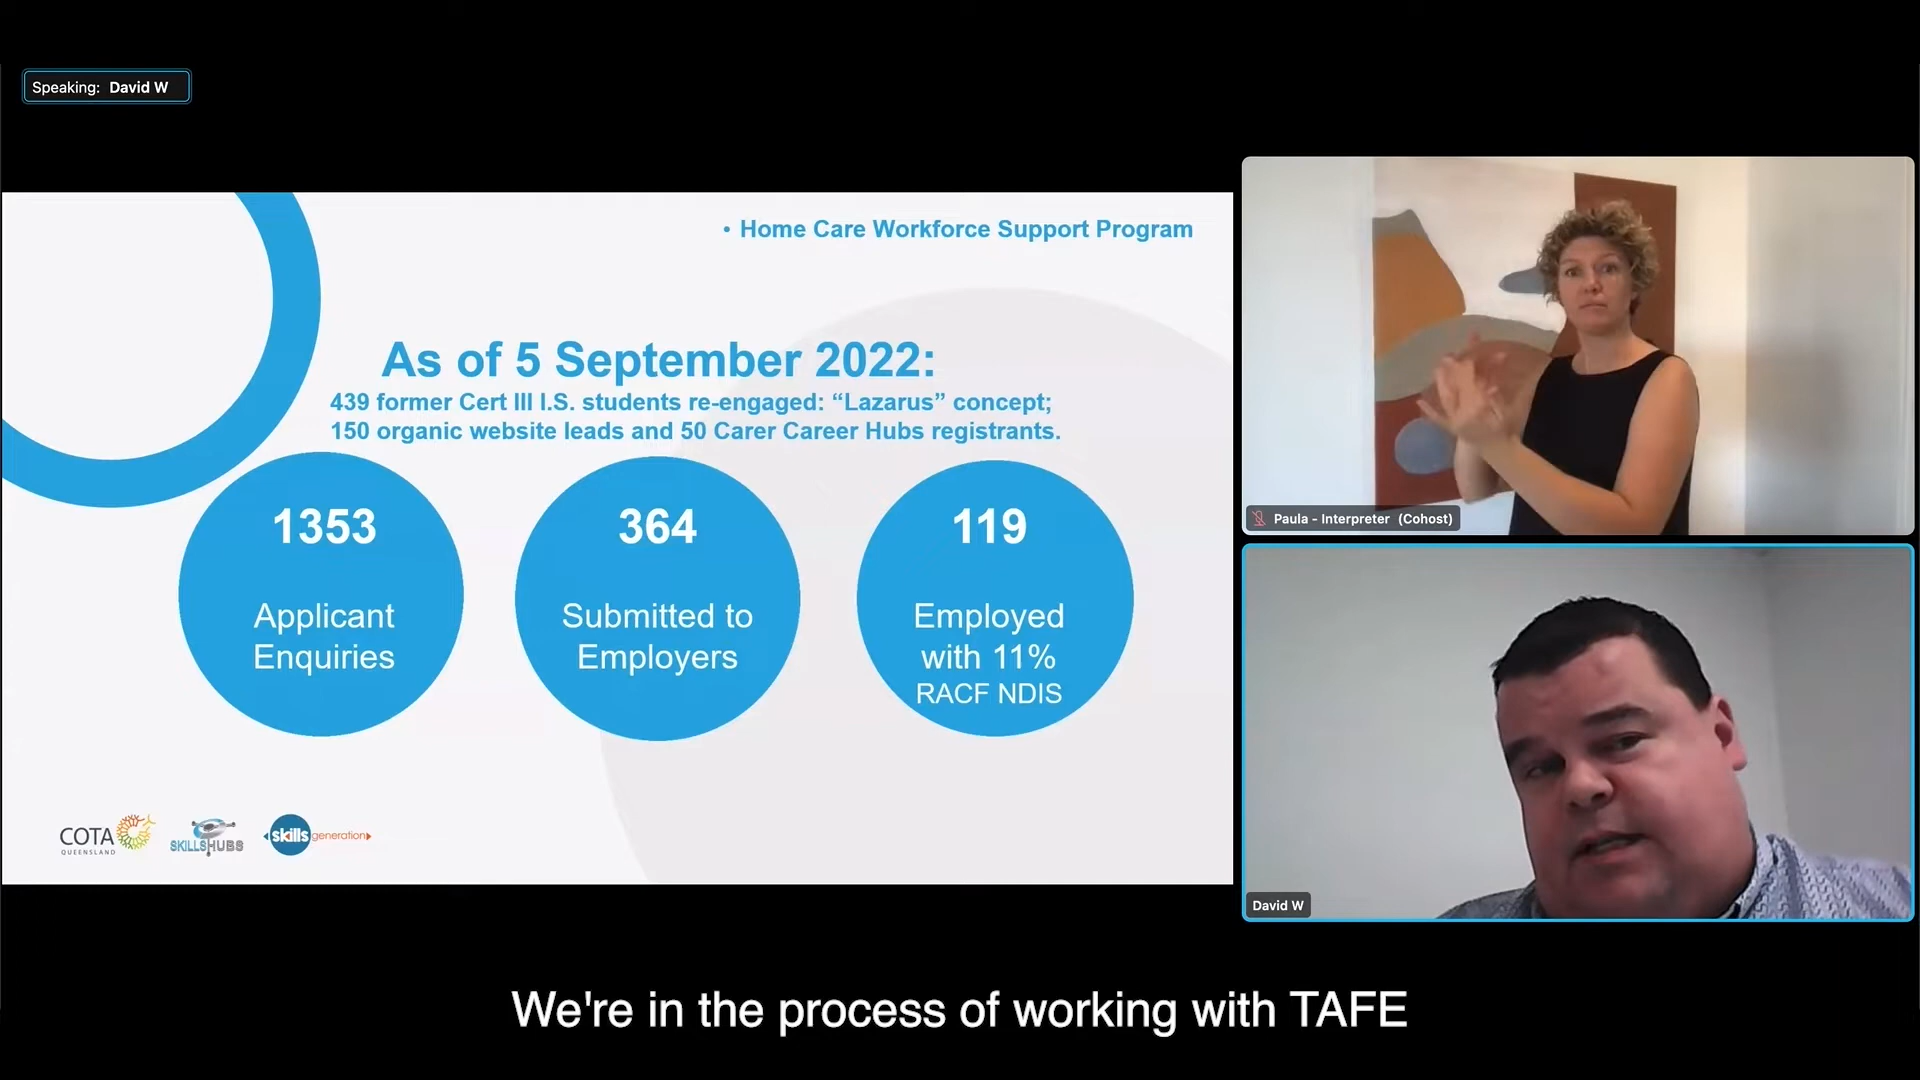 Speaking: David W
• Home Care Workforce Support Program
As of 5 September 2022:
439 former Cert III I.S. students re-engaged: “Lazarus” concept;
150 organic website leads and 50 Carer Career Hubs registrants.
1353
Applicant
Enquiries
364
Submitted to
Employers
119
Employed
with 11%
RACF NDIS
COTA
QUEENSLAND
SKILLSHUBS
skills generation
Paula - Interpreter (Cohost)
David W
We're in the process of working with TAFE